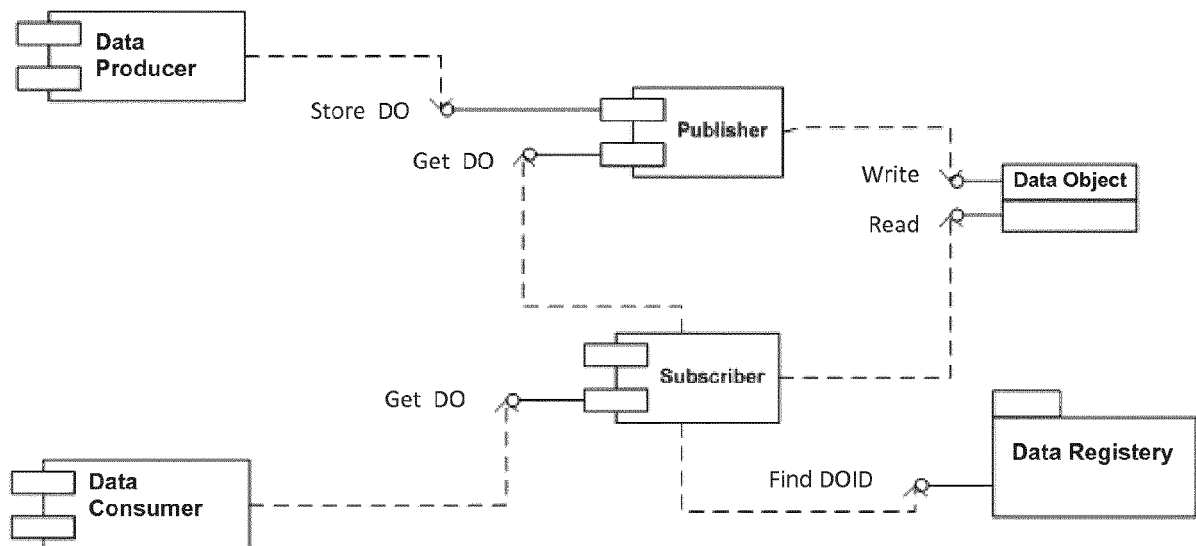 Data
Producer
Store DO
Publisher
Get DO
Write
Data Object
Read
Subscriber
Get DO
Data Registery
Find DOID
Data
Consumer